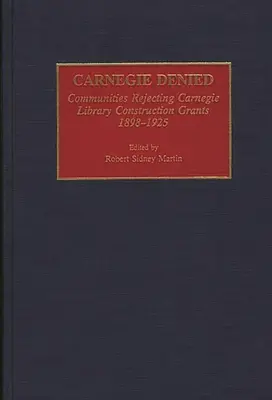 CARNEGIE DENIED
Communities Rejecting Carnegie
Library Construction Grants
1898–1925
Edited by
Robert Sidney Martin